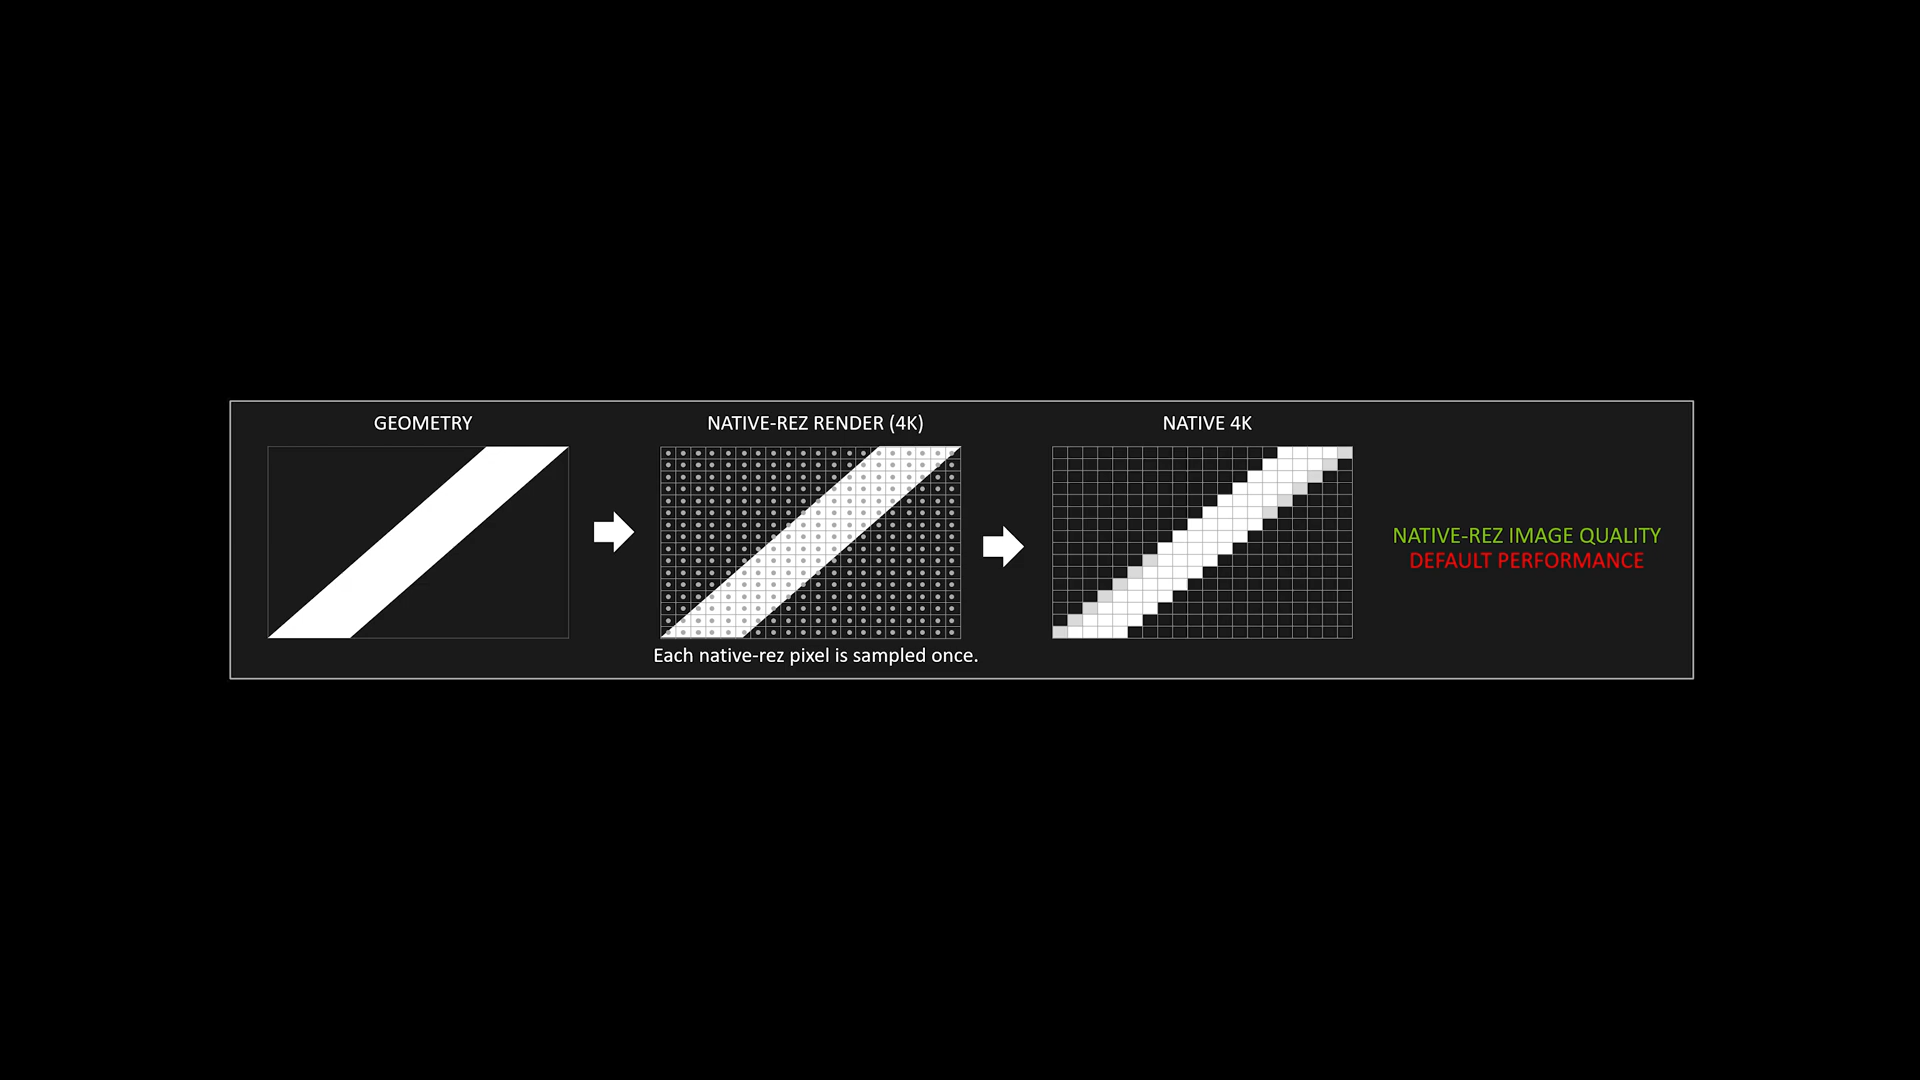 GEOMETRY
NATIVE-REZ RENDER (4K)
NATIVE 4K
NATIVE-REZ IMAGE QUALITY
DEFAULT PERFORMANCE
Each native-rez pixel is sampled once.